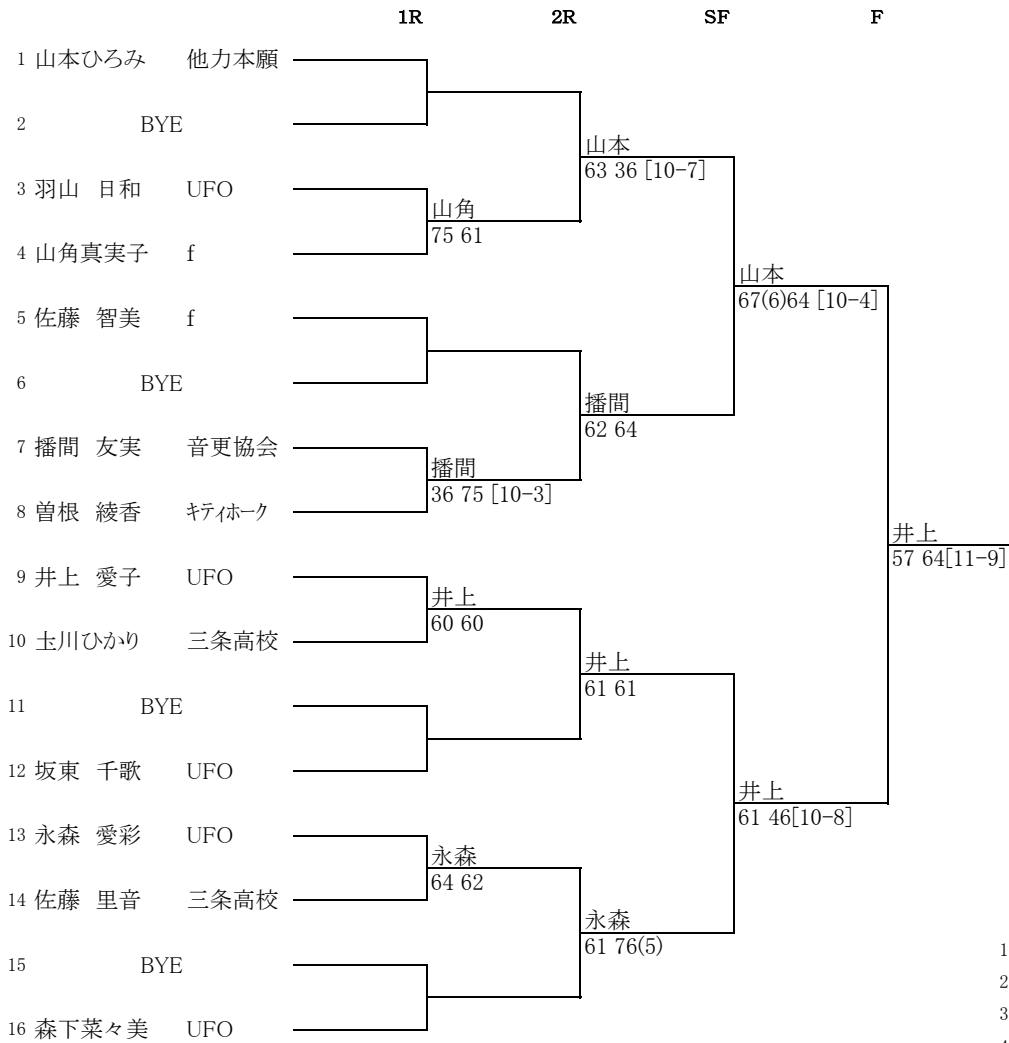 1R 2R SF F
1 山本ひろみ 他力本願
2 BYE
山本
63 36 [10-7]
3 羽山 日和 UFO
山角
75 61
4 山角真実子 f
山本
67(6)64 [10-4]
5 佐藤 智美 f
6 BYE
播間
62 64
7 播間 友実 音更協会
播間
36 75 [10-3]
8 曽根 綾香 ｷﾃｨﾎｰｸ
井上
57 64[11-9]
9 井上 愛子 UFO
井上
60 60
10 圡川ひかり 三条高校
井上
61 61
11 BYE
12 坂東 千歌 UFO
井上
61 46[10-8]
13 永森 愛彩 UFO
永森
64 62
14 佐藤 里音 三条高校
永森
61 76(5)
15 BYE
16 森下菜々美 UFO
1
2
3